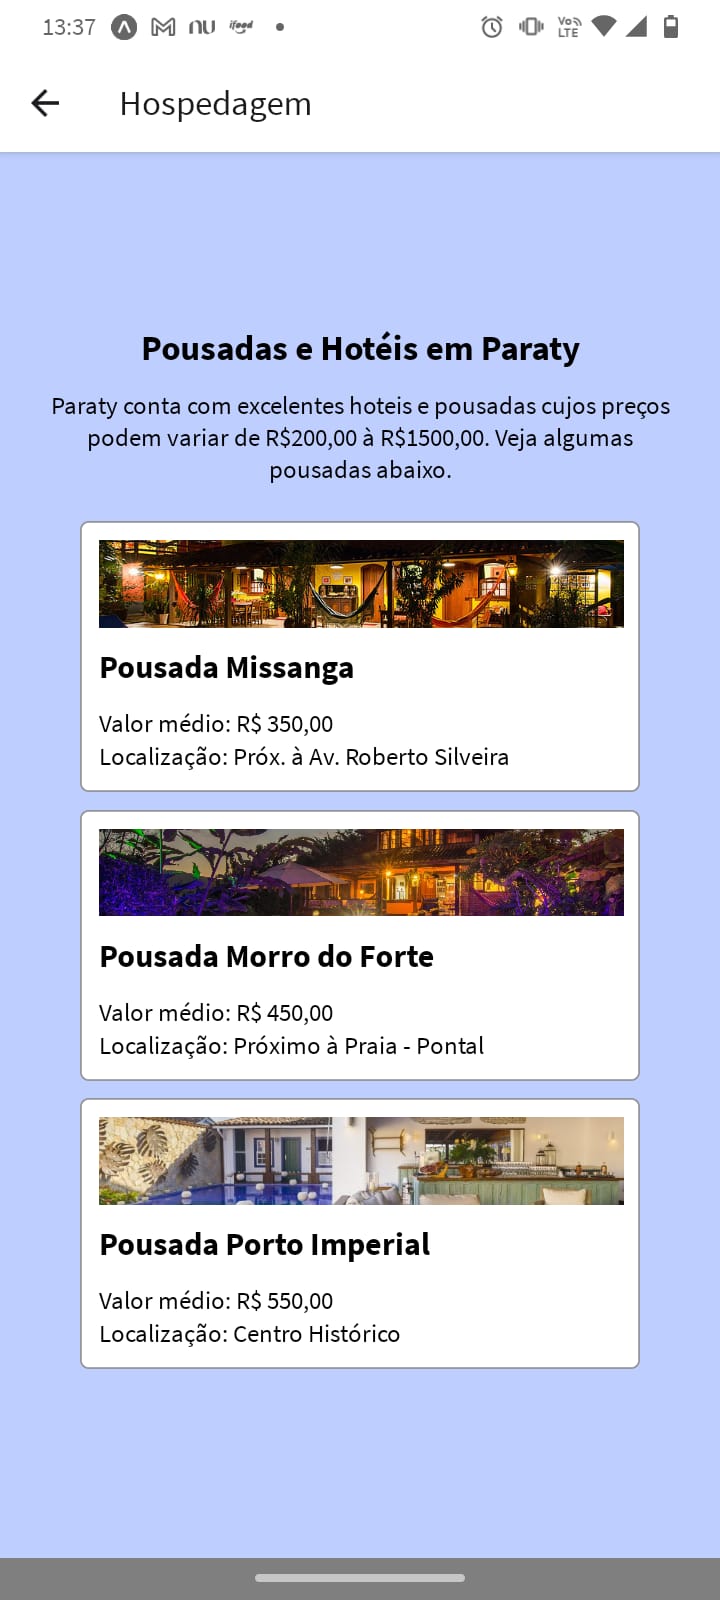 13:37
nu
ifood
Vo))
LTE
Hospedagem
Pousadas e Hotéis em Paraty
Paraty conta com excelentes hoteis e pousadas cujos preços
podem variar de R$200,00 à R$1500,00. Veja algumas
pousadas abaixo.
Pousada Missanga
Valor médio: R$ 350,00
Localização: Próx. à Av. Roberto Silveira
Pousada Morro do Forte
Valor médio: R$ 450,00
Localização: Próximo à Praia - Pontal
Pousada Porto Imperial
Valor médio: R$ 550,00
Localização: Centro Histórico